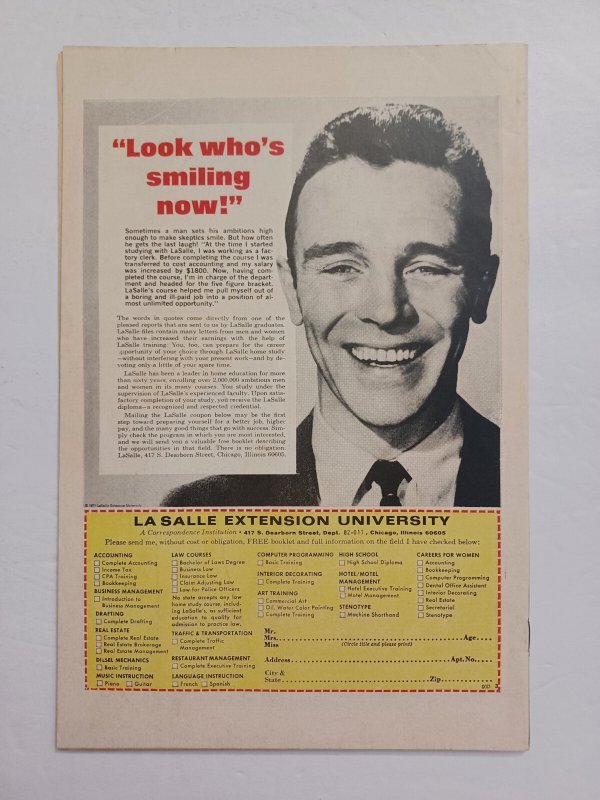 “Look who’s
smiling
now!”
Sometimes a man sets his ambitions high
enough to make skeptics smile. But how often
he gets the last laugh! “At the time I started
studying with LaSalle, I was working as a fac-
tory clerk. Before completing the course I was
transferred to cost accounting and my salary
was increased by $1800. Now, having com-
pleted the course, I’m in charge of the depart-
ment and headed for the five figure bracket.
LaSalle’s course helped me pull myself out of
a boring and ill-paid job into a position of al-
most unlimited opportunity.”
The words in quotes come directly from one of the
pleased reports that are sent to us by LaSalle graduates.
LaSalle files contain many letters from men and women
who have increased their earnings with the help of
LaSalle training. You, too, can prepare for the career
opportunity of your choice through LaSalle home study
—without interfering with your present work—and by de-
voting only a little of your spare time.
LaSalle has been a leader in home education for more
than sixty years, enrolling over 2,000,000 ambitious men
and women in its many courses. You study under the
supervision of LaSalle’s experienced faculty. Upon satis-
factory completion of your study, you receive the LaSalle
diploma—a recognized and respected credential.
Mailing the LaSalle coupon below may be the first
step toward preparing yourself for a better job, higher
pay, and the many good things that go with success. Sim-
ply check the program in which you are most interested,
and we will send you a valuable free booklet describing
the opportunities in that field. There is no obligation.
LaSalle, 417 S. Dearborn Street, Chicago, Illinois 60605.
LA SALLE EXTENSION UNIVERSITY
A Correspondence Institution • 417 S. Dearborn Street, Dept. 82-011, Chicago, Illinois 60605
Please send me, without cost or obligation, FREE booklet and full information on the field I have checked below:
ACCOUNTING
Complete Accounting
Income Tax
CPA Training
Bookkeeping
BUSINESS MANAGEMENT
Introduction to
Business Management
DRAFTING
Complete Drafting
REAL ESTATE
Complete Real Estate
Real Estate Brokerage
Real Estate Management
DIESEL MECHANICS
Basic Training
MUSIC INSTRUCTION
Piano Guitar
LAW COURSES
Bachelor of Laws Degree
Business Law
Insurance Law
Claim Adjusting Law
Law for Police Officers
No state accepts any law
home study course, includ-
ing LaSalle’s, as sufficient
education to qualify for
admission to practice law.
TRAFFIC & TRANSPORTATION
Complete Traffic
Management
RESTAURANT MANAGEMENT
Complete Executive Training
LANGUAGE INSTRUCTION
French Spanish
COMPUTER PROGRAMMING
Basic Training
INTERIOR DECORATING
Complete Training
ART TRAINING
Commercial Art
Oil, Water Color Painting
Complete Training
HIGH SCHOOL
High School Diploma
HOTEL/MOTEL
MANAGEMENT
Hotel Executive Training
Motel Management
STENOTYPE
Machine Shorthand
CAREERS FOR WOMEN
Accounting
Bookkeeping
Computer Programming
Dental Office Assistant
Interior Decorating
Real Estate
Secretarial
Stenotype
Mr.
Mrs. Age
Miss (Circle title and please print)
Address Apt. No.
City &
State Zip